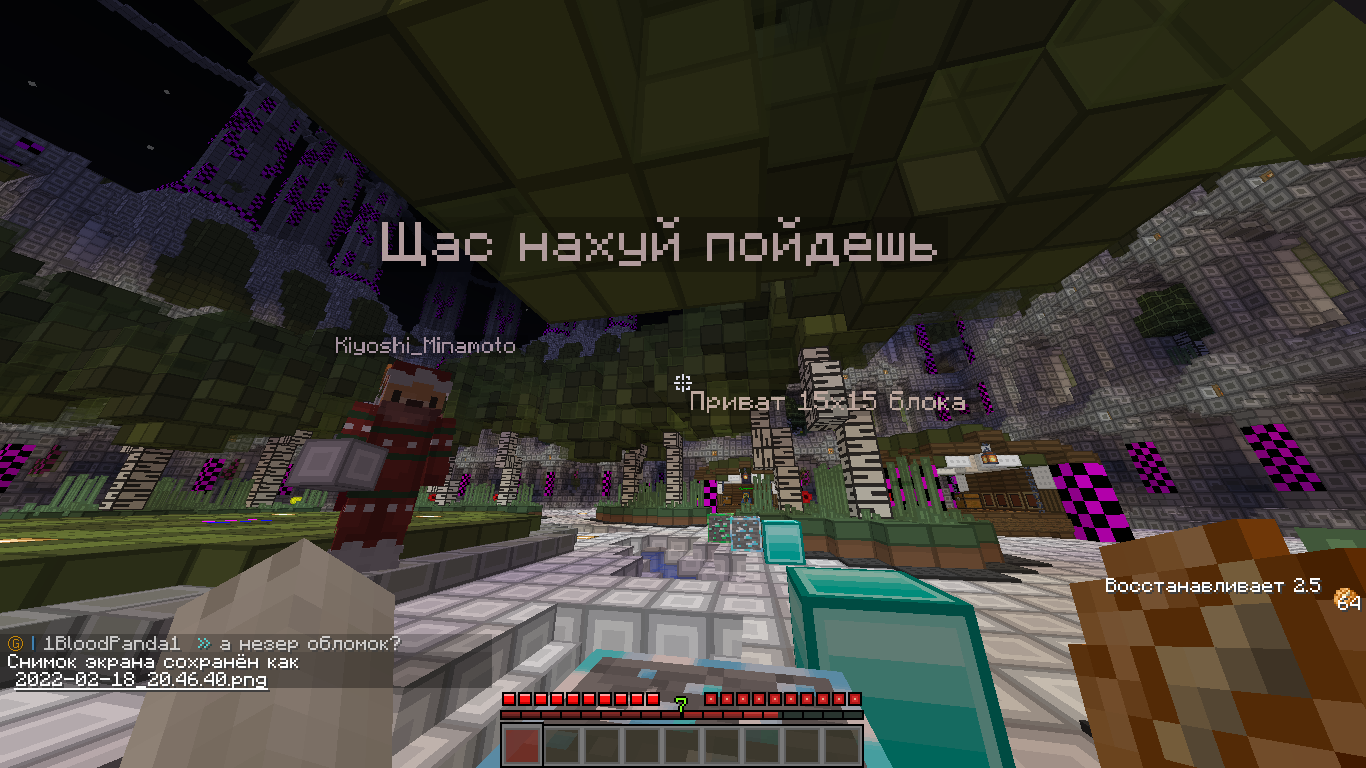 Щас нахуй пойдешь
Kiyoshi_Minamoto
Приват 15x15 блока
Восстанавливает 2.5
64
G | 1BloodPanda1 >> а незер обломок?
Снимок экрана сохранён как
2022-02-18_20.46.40.png
7